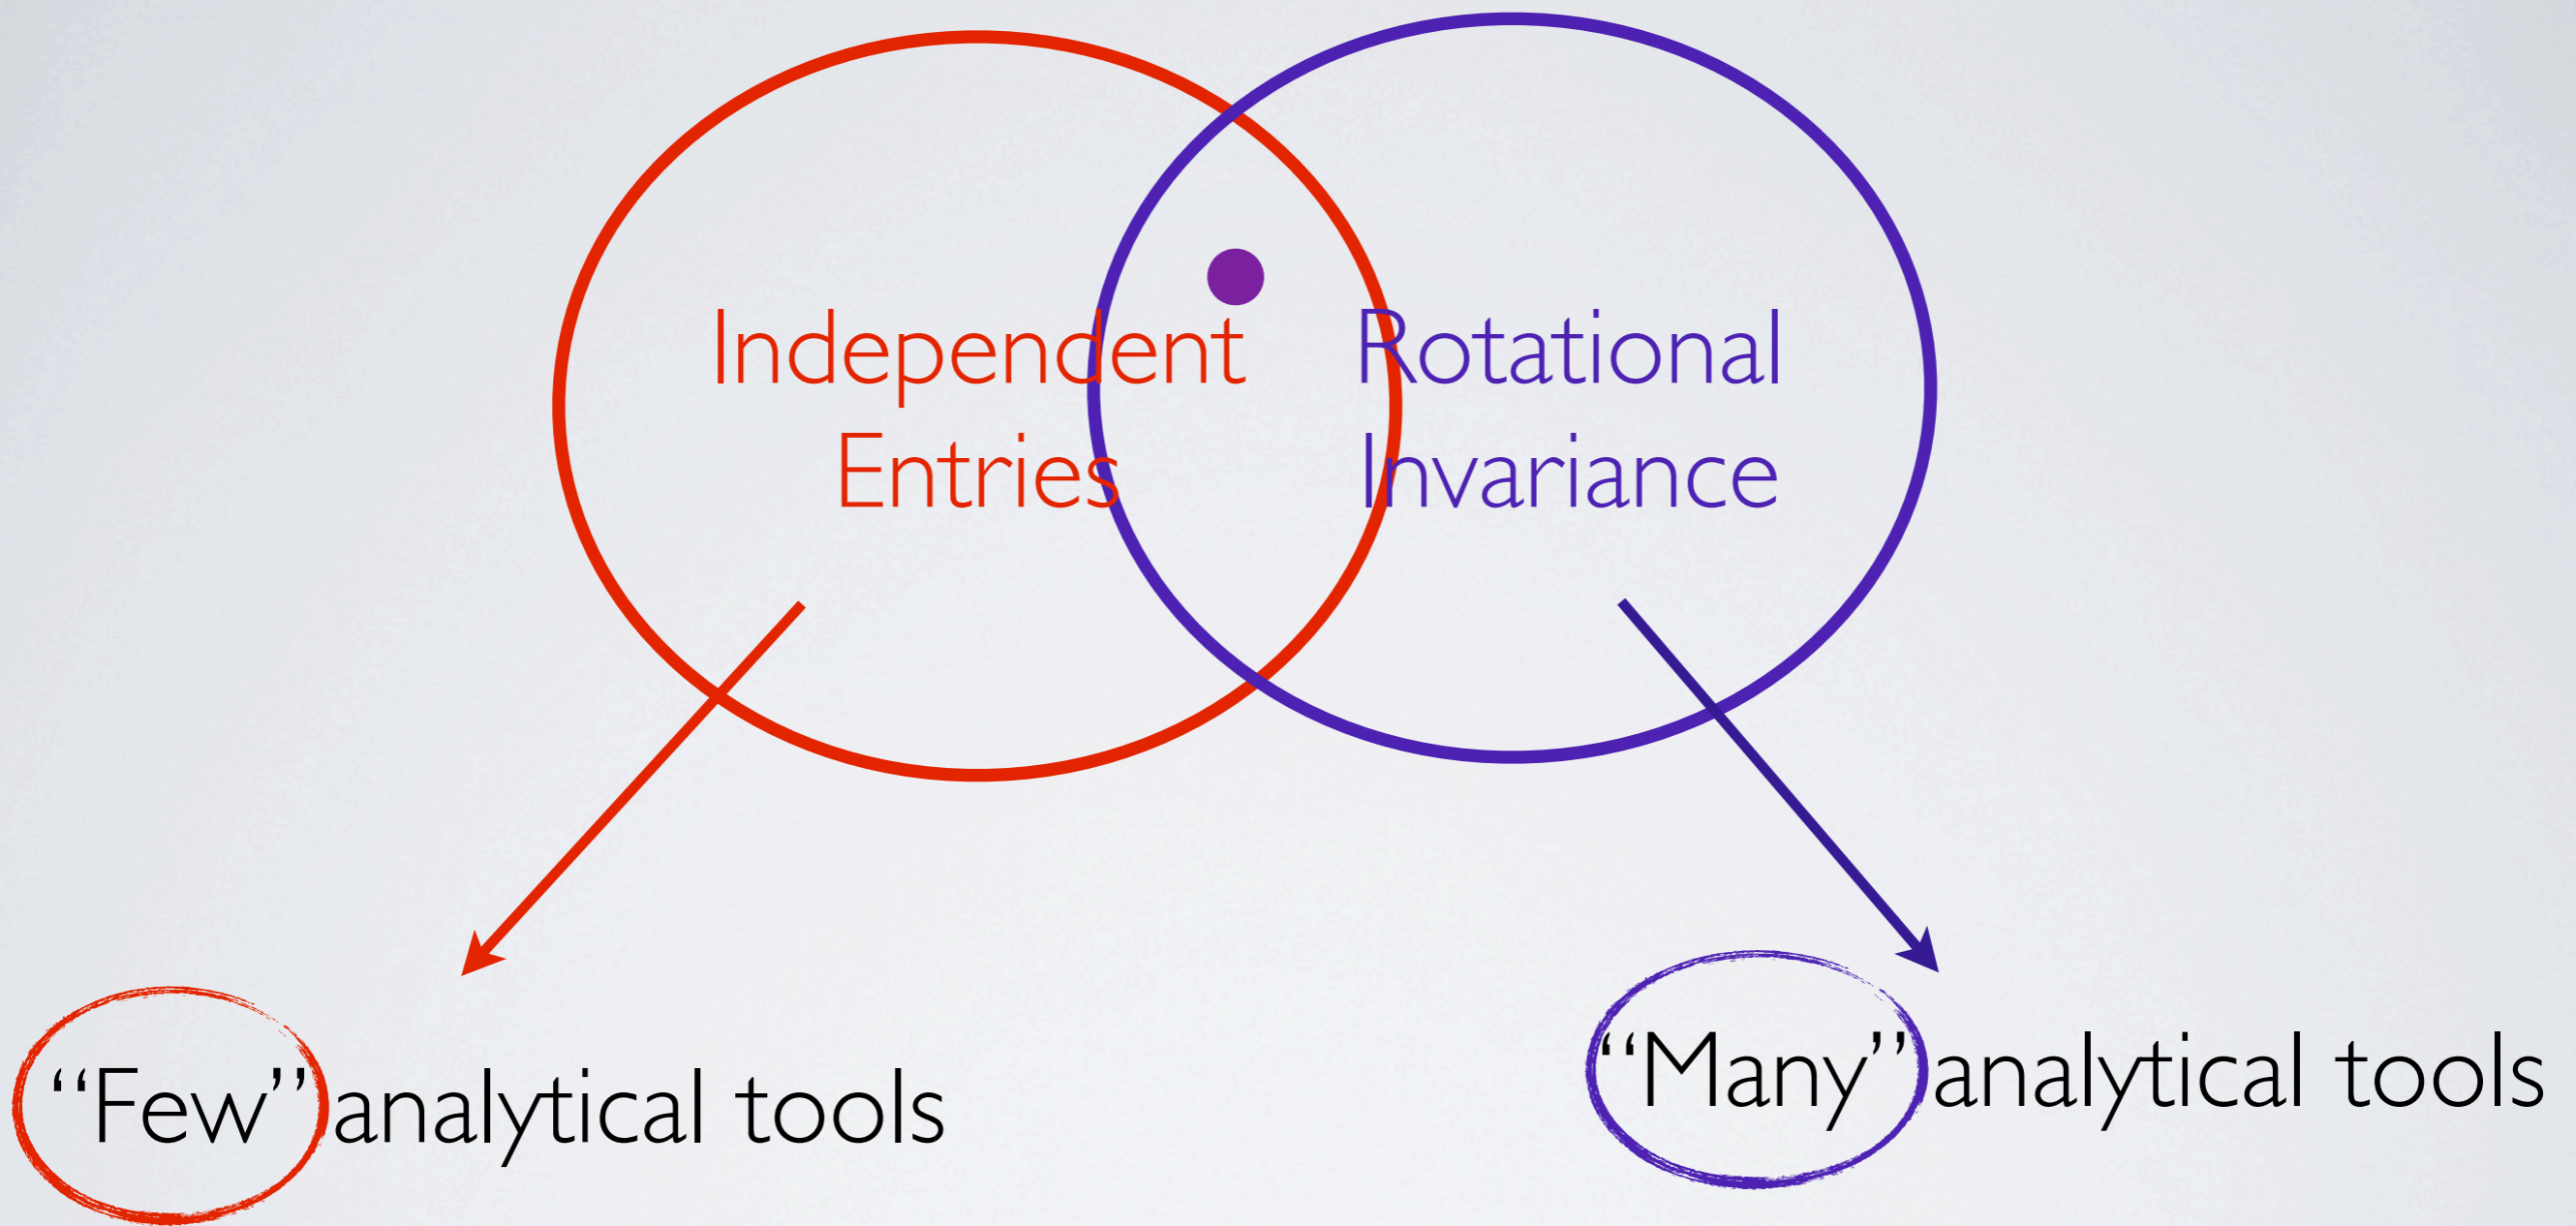 Independent
Entries
Rotational
Invariance
“Few” analytical tools
“Many” analytical tools